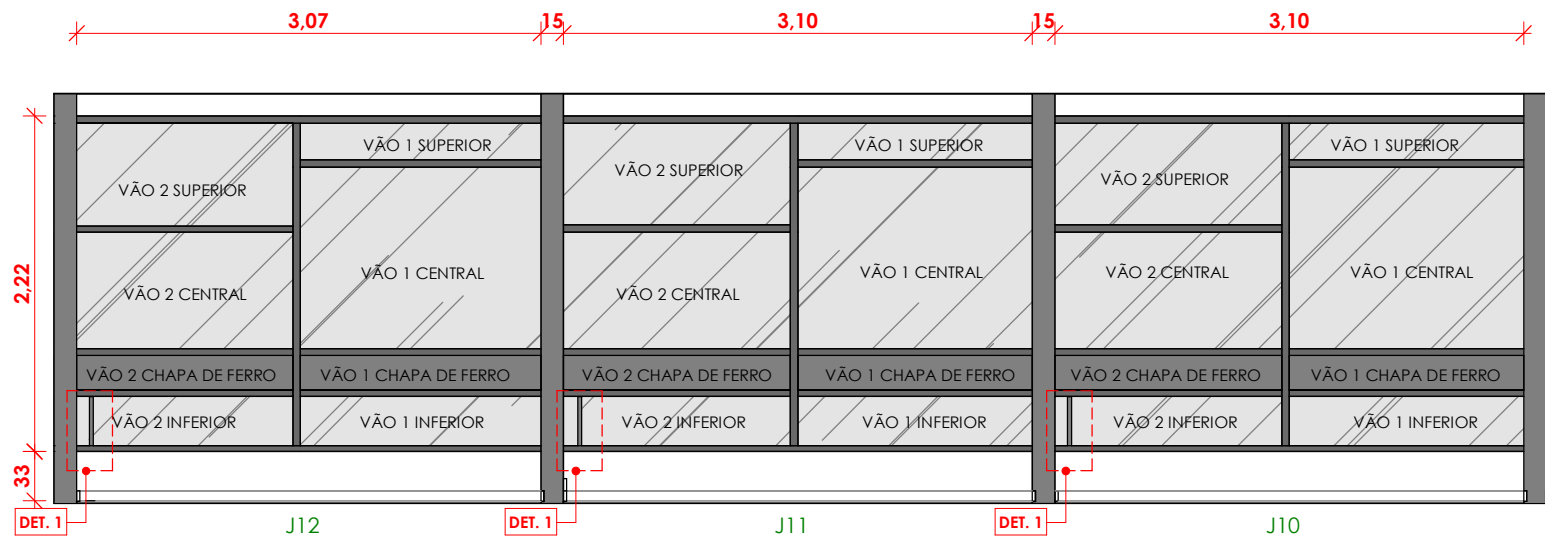 3,07
15
3,10
15
3,10
2,22
33
VÃO 2 SUPERIOR
VÃO 1 SUPERIOR
VÃO 2 CENTRAL
VÃO 1 CENTRAL
VÃO 2 CHAPA DE FERRO
VÃO 1 CHAPA DE FERRO
VÃO 2 INFERIOR
VÃO 1 INFERIOR
DET. 1
J12
VÃO 2 SUPERIOR
VÃO 1 SUPERIOR
VÃO 2 CENTRAL
VÃO 1 CENTRAL
VÃO 2 CHAPA DE FERRO
VÃO 1 CHAPA DE FERRO
VÃO 2 INFERIOR
VÃO 1 INFERIOR
DET. 1
J11
VÃO 2 SUPERIOR
VÃO 1 SUPERIOR
VÃO 2 CENTRAL
VÃO 1 CENTRAL
VÃO 2 CHAPA DE FERRO
VÃO 1 CHAPA DE FERRO
VÃO 2 INFERIOR
VÃO 1 INFERIOR
DET. 1
J10